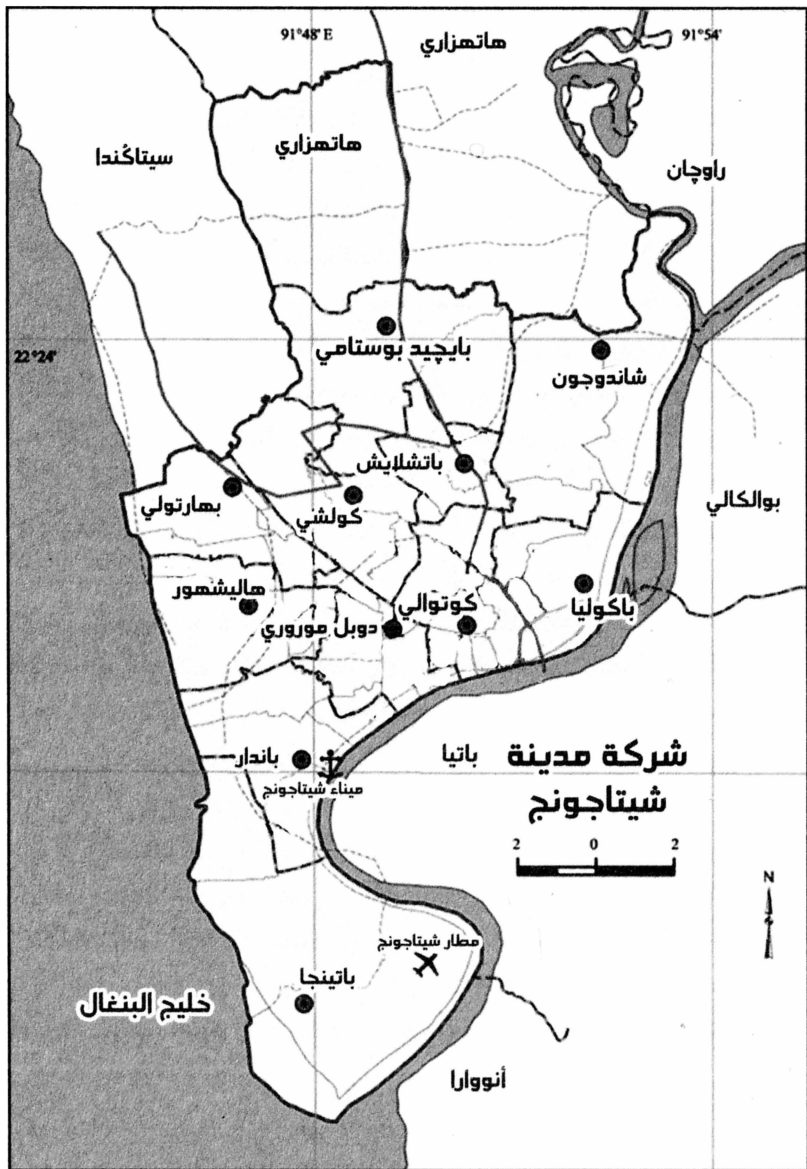 91°48' E
91°54'
هاتهزاري
هاتهزاري
سيتاكُندا
راوچان
بايچيد بوستامي
22°24'
شاندوجون
باتشلايش
كولشي
بهارتولي
بوالكالي
هاليشهور
كوتوالي
باكوليا
دوبل موروري
شركة مدينة
شيتاجونج
باتيا
باندار
ميناء شيتاجونج
2 0 2
N
مطار شيتاجونج
باتينجا
خليج البنغال
أنووارا